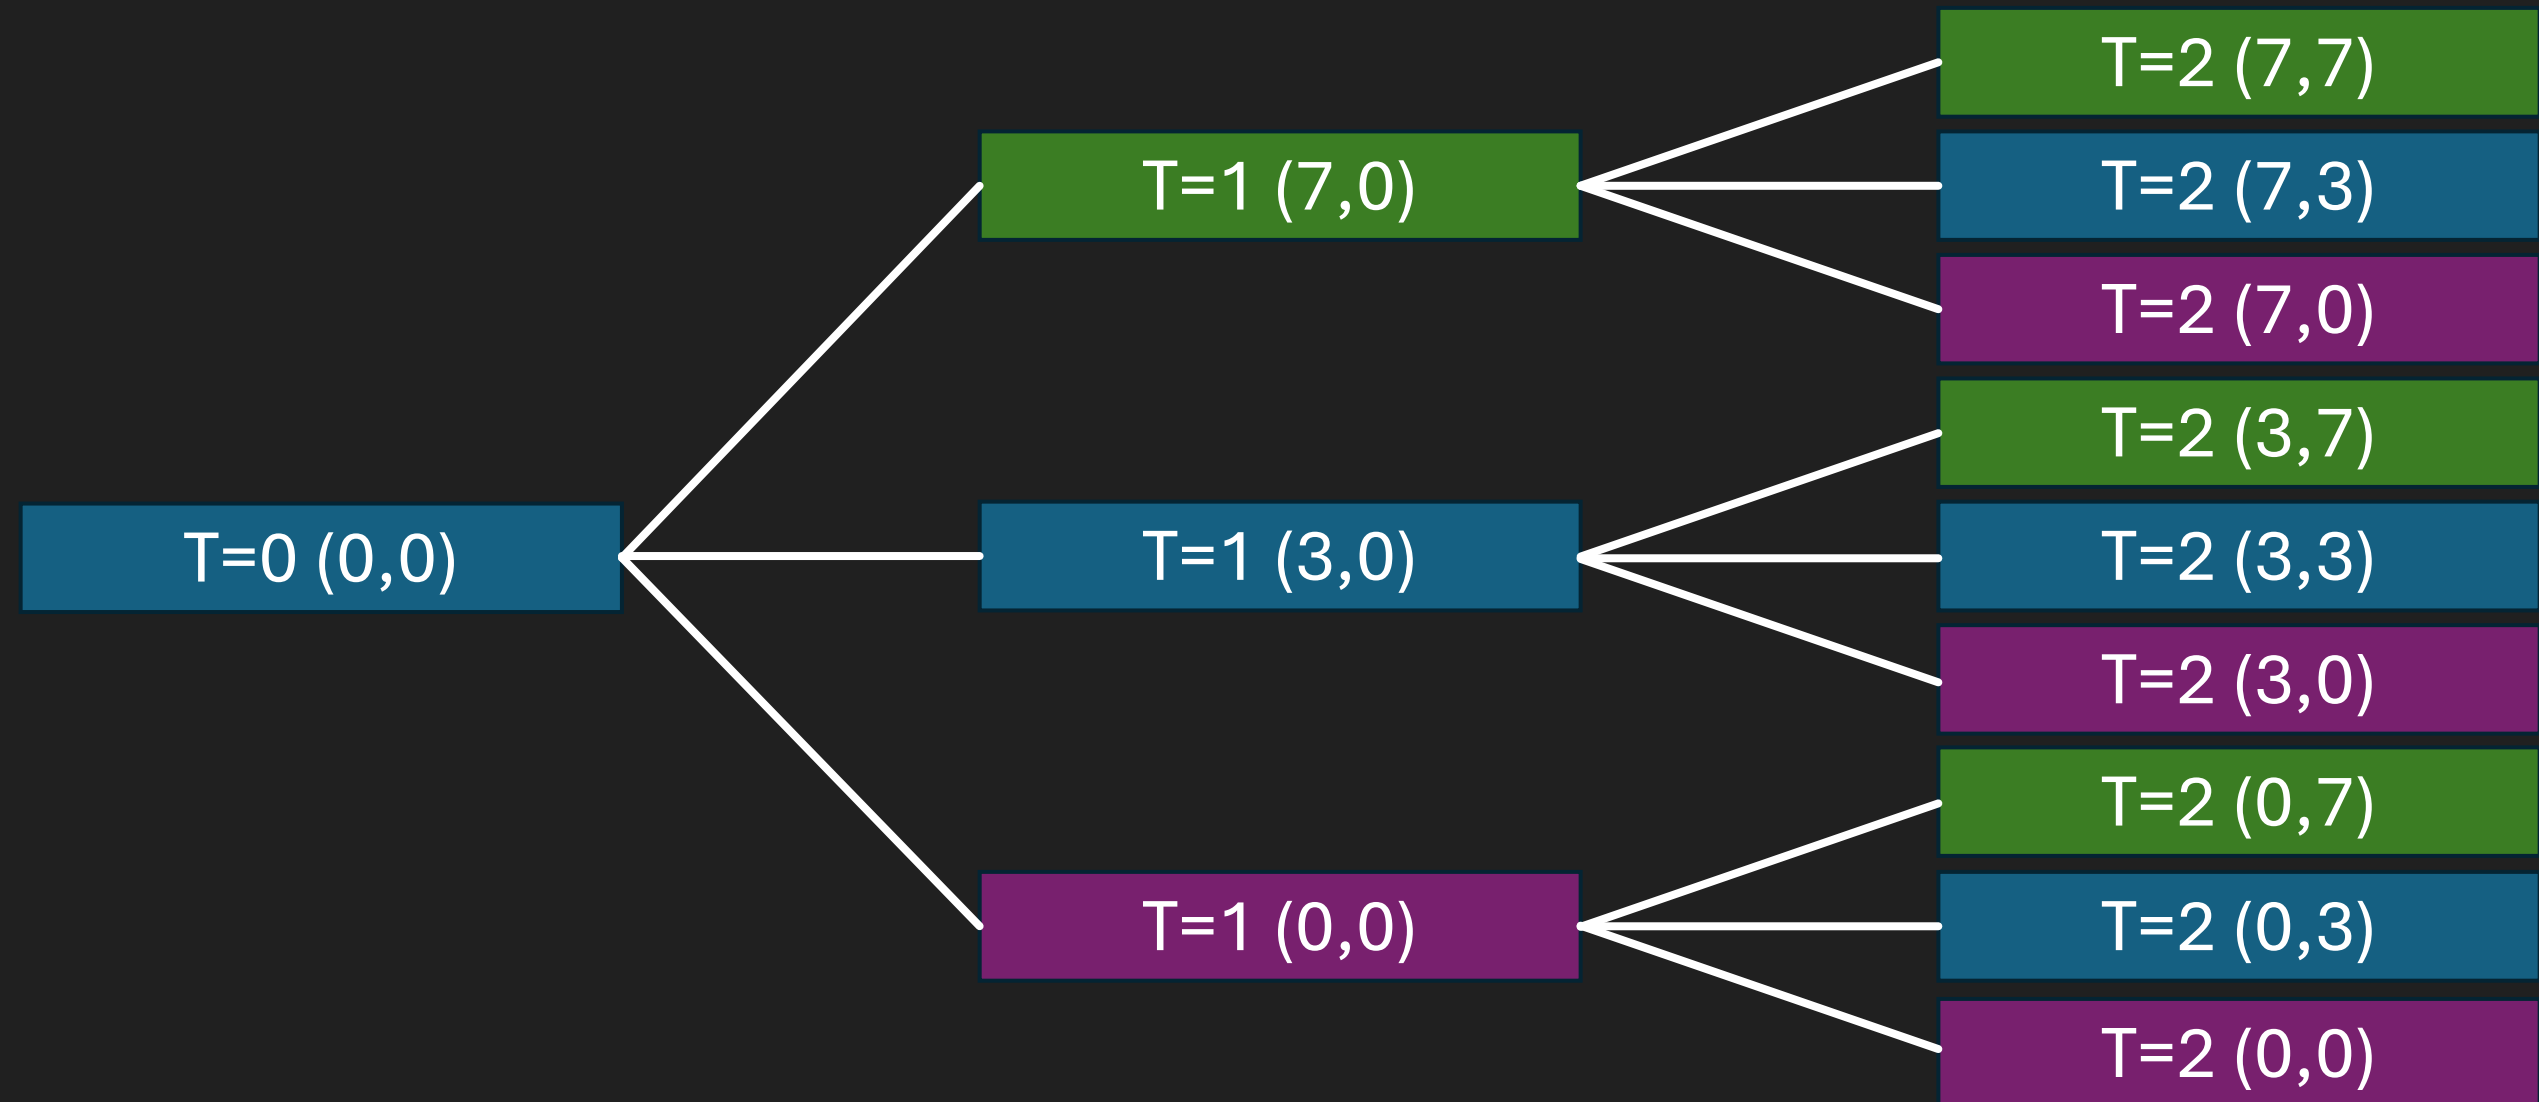 T=0 (0,0)
T=1 (7,0)
T=1 (3,0)
T=1 (0,0)
T=2 (7,7)
T=2 (7,3)
T=2 (7,0)
T=2 (3,7)
T=2 (3,3)
T=2 (3,0)
T=2 (0,7)
T=2 (0,3)
T=2 (0,0)